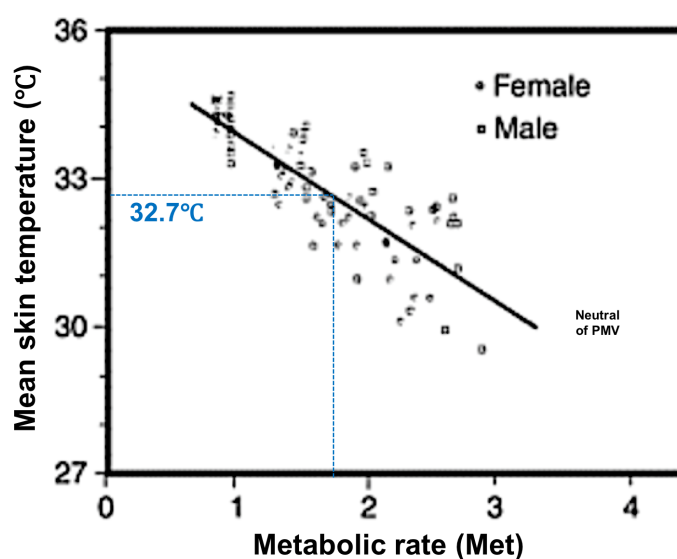 36
33
30
27
Mean skin temperature (℃)
Female
Male
32.7℃
Neutral
of PMV
0
1
2
3
4
Metabolic rate (Met)